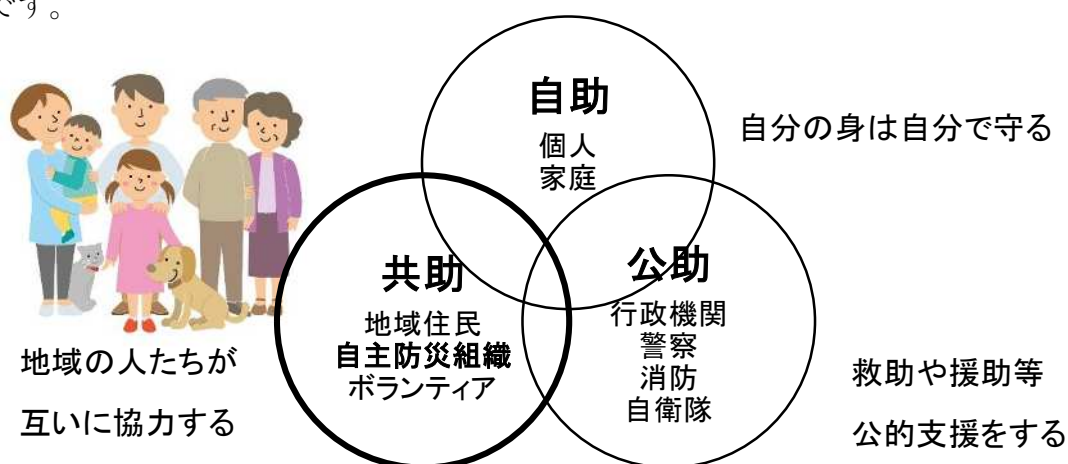 です。
自助
個人
家庭
自分の身は自分で守る
共助
地域住民
自主防災組織
ボランティア
公助
行政機関
警察
消防
自衛隊
地域の人たちが
互いに協力する
救助や援助等
公的支援をする